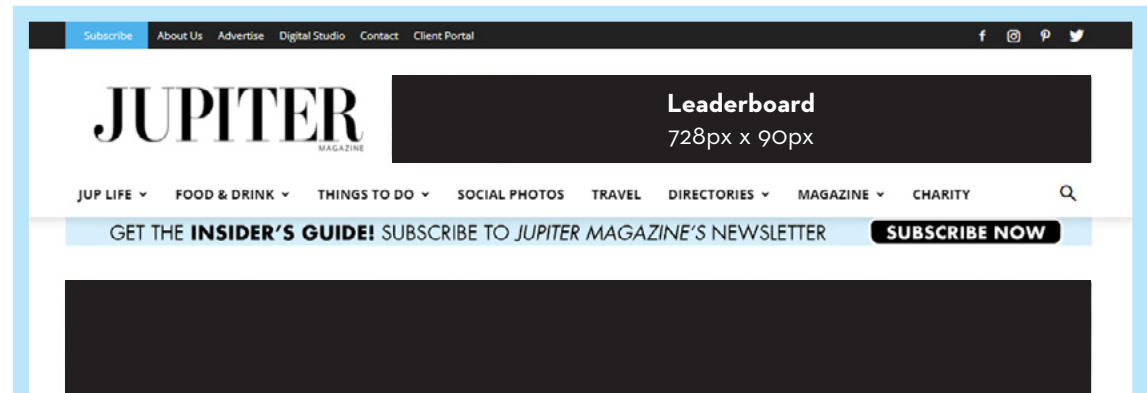 Subscribe About Us Advertise Digital Studio Contact Client Portal
JUPITER
MAGAZINE
Leaderboard
728px x 90px
JUP LIFE FOOD & DRINK THINGS TO DO SOCIAL PHOTOS TRAVEL DIRECTORIES MAGAZINE CHARITY
GET THE INSIDER'S GUIDE! SUBSCRIBE TO JUPITER MAGAZINE'S NEWSLETTER SUBSCRIBE NOW